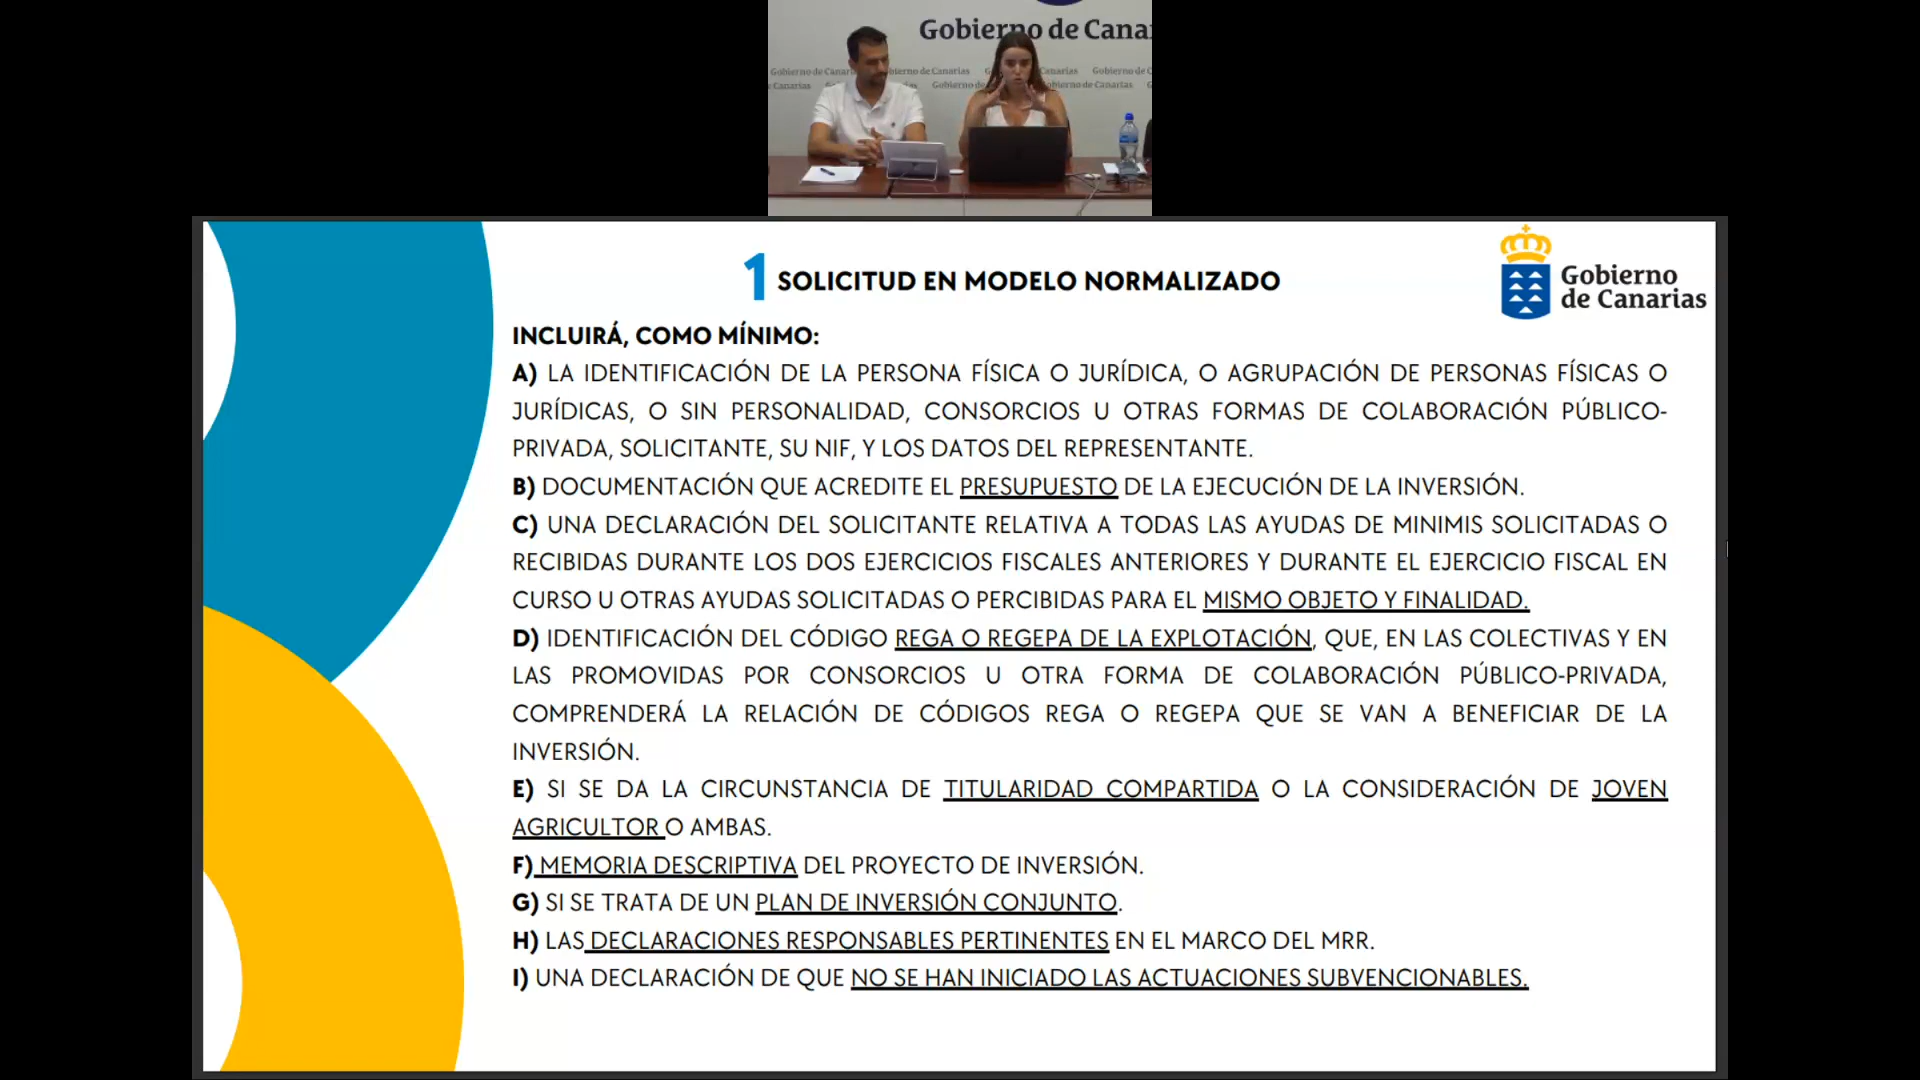 Gobierno de Cana
Gobierno de Canarias
Gobierno de Canarias
1 SOLICITUD EN MODELO NORMALIZADO
Gobierno
de Canarias
INCLUIRÁ, COMO MÍNIMO:
A) LA IDENTIFICACIÓN DE LA PERSONA FÍSICA O JURÍDICA, O AGRUPACIÓN DE PERSONAS FÍSICAS O
JURÍDICAS, O SIN PERSONALIDAD, CONSORCIOS U OTRAS FORMAS DE COLABORACIÓN PÚBLICO-
PRIVADA, SOLICITANTE, SU NIF, Y LOS DATOS DEL REPRESENTANTE.
B) DOCUMENTACIÓN QUE ACREDITE EL PRESUPUESTO DE LA EJECUCIÓN DE LA INVERSIÓN.
C) UNA DECLARACIÓN DEL SOLICITANTE RELATIVA A TODAS LAS AYUDAS DE MINIMIS SOLICITADAS O
RECIBIDAS DURANTE LOS DOS EJERCICIOS FISCALES ANTERIORES Y DURANTE EL EJERCICIO FISCAL EN
CURSO U OTRAS AYUDAS SOLICITADAS O PERCIBIDAS PARA EL MISMO OBJETO Y FINALIDAD.
D) IDENTIFICACIÓN DEL CÓDIGO REGA O REGEPA DE LA EXPLOTACIÓN, QUE, EN LAS COLECTIVAS Y EN
LAS PROMOVIDAS POR CONSORCIOS U OTRA FORMA DE COLABORACIÓN PÚBLICO-PRIVADA,
COMPRENDERÁ LA RELACIÓN DE CÓDIGOS REGA O REGEPA QUE SE VAN A BENEFICIAR DE LA
INVERSIÓN.
E) SI SE DA LA CIRCUNSTANCIA DE TITULARIDAD COMPARTIDA O LA CONSIDERACIÓN DE JOVEN
AGRICULTOR O AMBAS.
F) MEMORIA DESCRIPTIVA DEL PROYECTO DE INVERSIÓN.
G) SI SE TRATA DE UN PLAN DE INVERSIÓN CONJUNTO.
H) LAS DECLARACIONES RESPONSABLES PERTINENTES EN EL MARCO DEL MRR.
I) UNA DECLARACIÓN DE QUE NO SE HAN INICIADO LAS ACTUACIONES SUBVENCIONABLES.